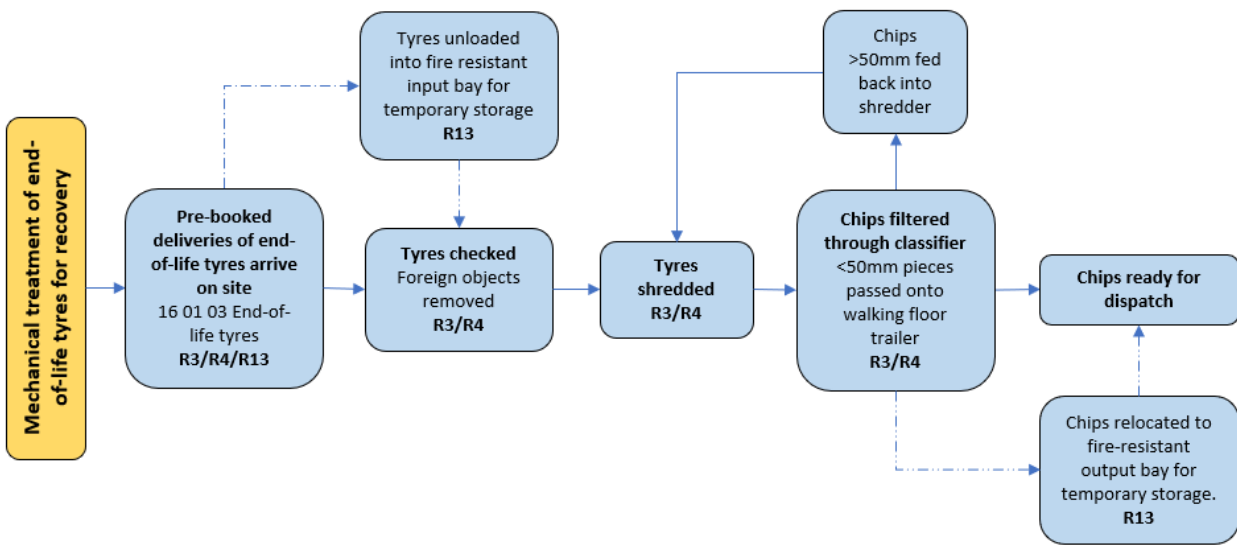 Mechanical treatment of end-
of-life tyres for recovery
Pre-booked
deliveries of end-
of-life tyres arrive
on site
16 01 03 End-of-
life tyres
R3/R4/R13
Tyres unloaded
into fire resistant
input bay for
temporary storage
R13
Tyres checked
Foreign objects
removed
R3/R4
Tyres
shredded
R3/R4
Chips
>50mm fed
back into
shredder
Chips filtered
through classifier
<50mm pieces
passed onto
walking floor
trailer
R3/R4
Chips ready for
dispatch
Chips relocated to
fire-resistant
output bay for
temporary storage.
R13